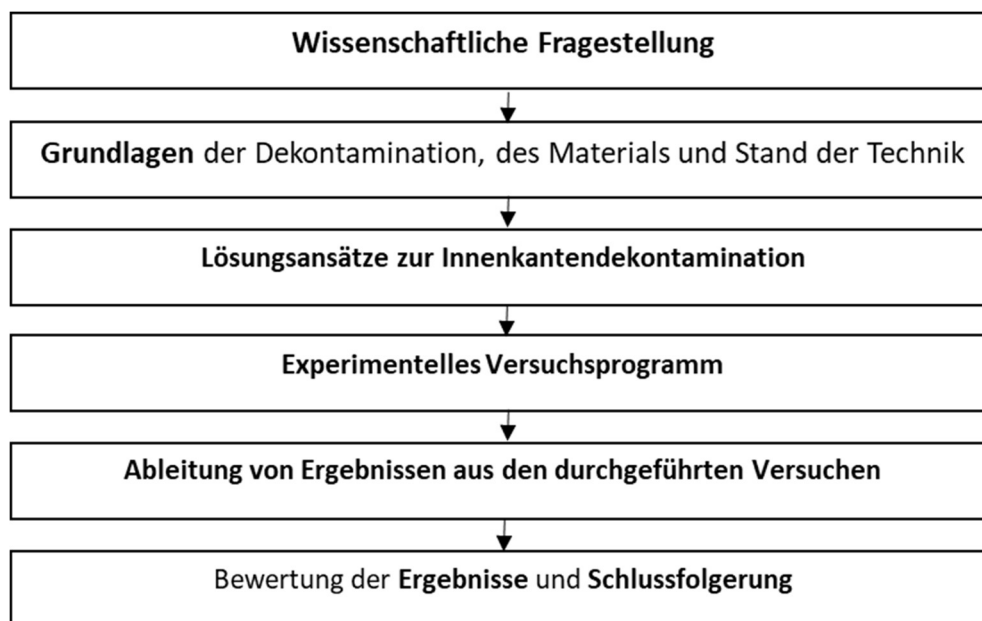 Wissenschaftliche Fragestellung
Grundlagen der Dekontamination, des Materials und Stand der Technik
Lösungsansätze zur Innenkantendekontamination
Experimentelles Versuchsprogramm
Ableitung von Ergebnissen aus den durchgeführten Versuchen
Bewertung der Ergebnisse und Schlussfolgerung